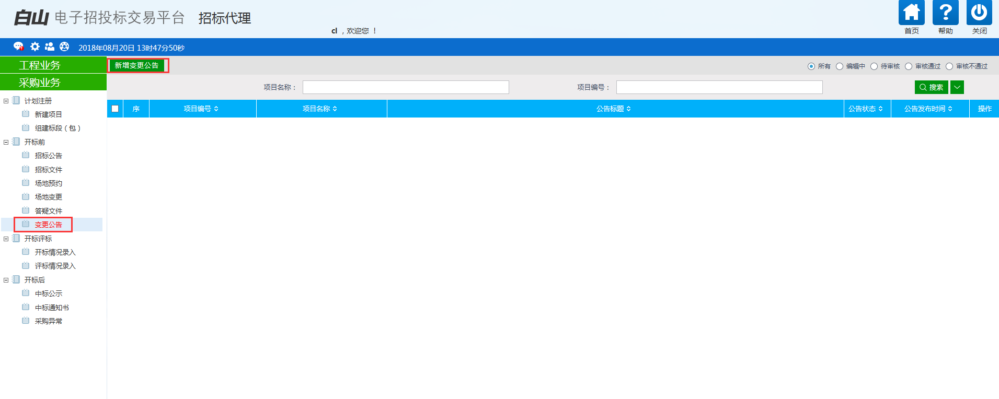 白山 电子招投标交易平台 招标代理
cl ，欢迎您 ！
首页 帮助 关闭
2018年08月20日 13时47分50秒
工程业务
采购业务
计划注册
新建项目
组建标段（包）
开标前
招标公告
招标文件
场地预约
场地变更
答疑文件
变更公告
开标评标
开标情况录入
评标情况录入
开标后
中标公示
中标通知书
采购异常
新增变更公告
所有 编辑中 待审核 审核通过 审核不通过
项目名称： 项目编号： 搜索
序 项目编号 项目名称 公告标题 公告状态 公告发布时间 操作